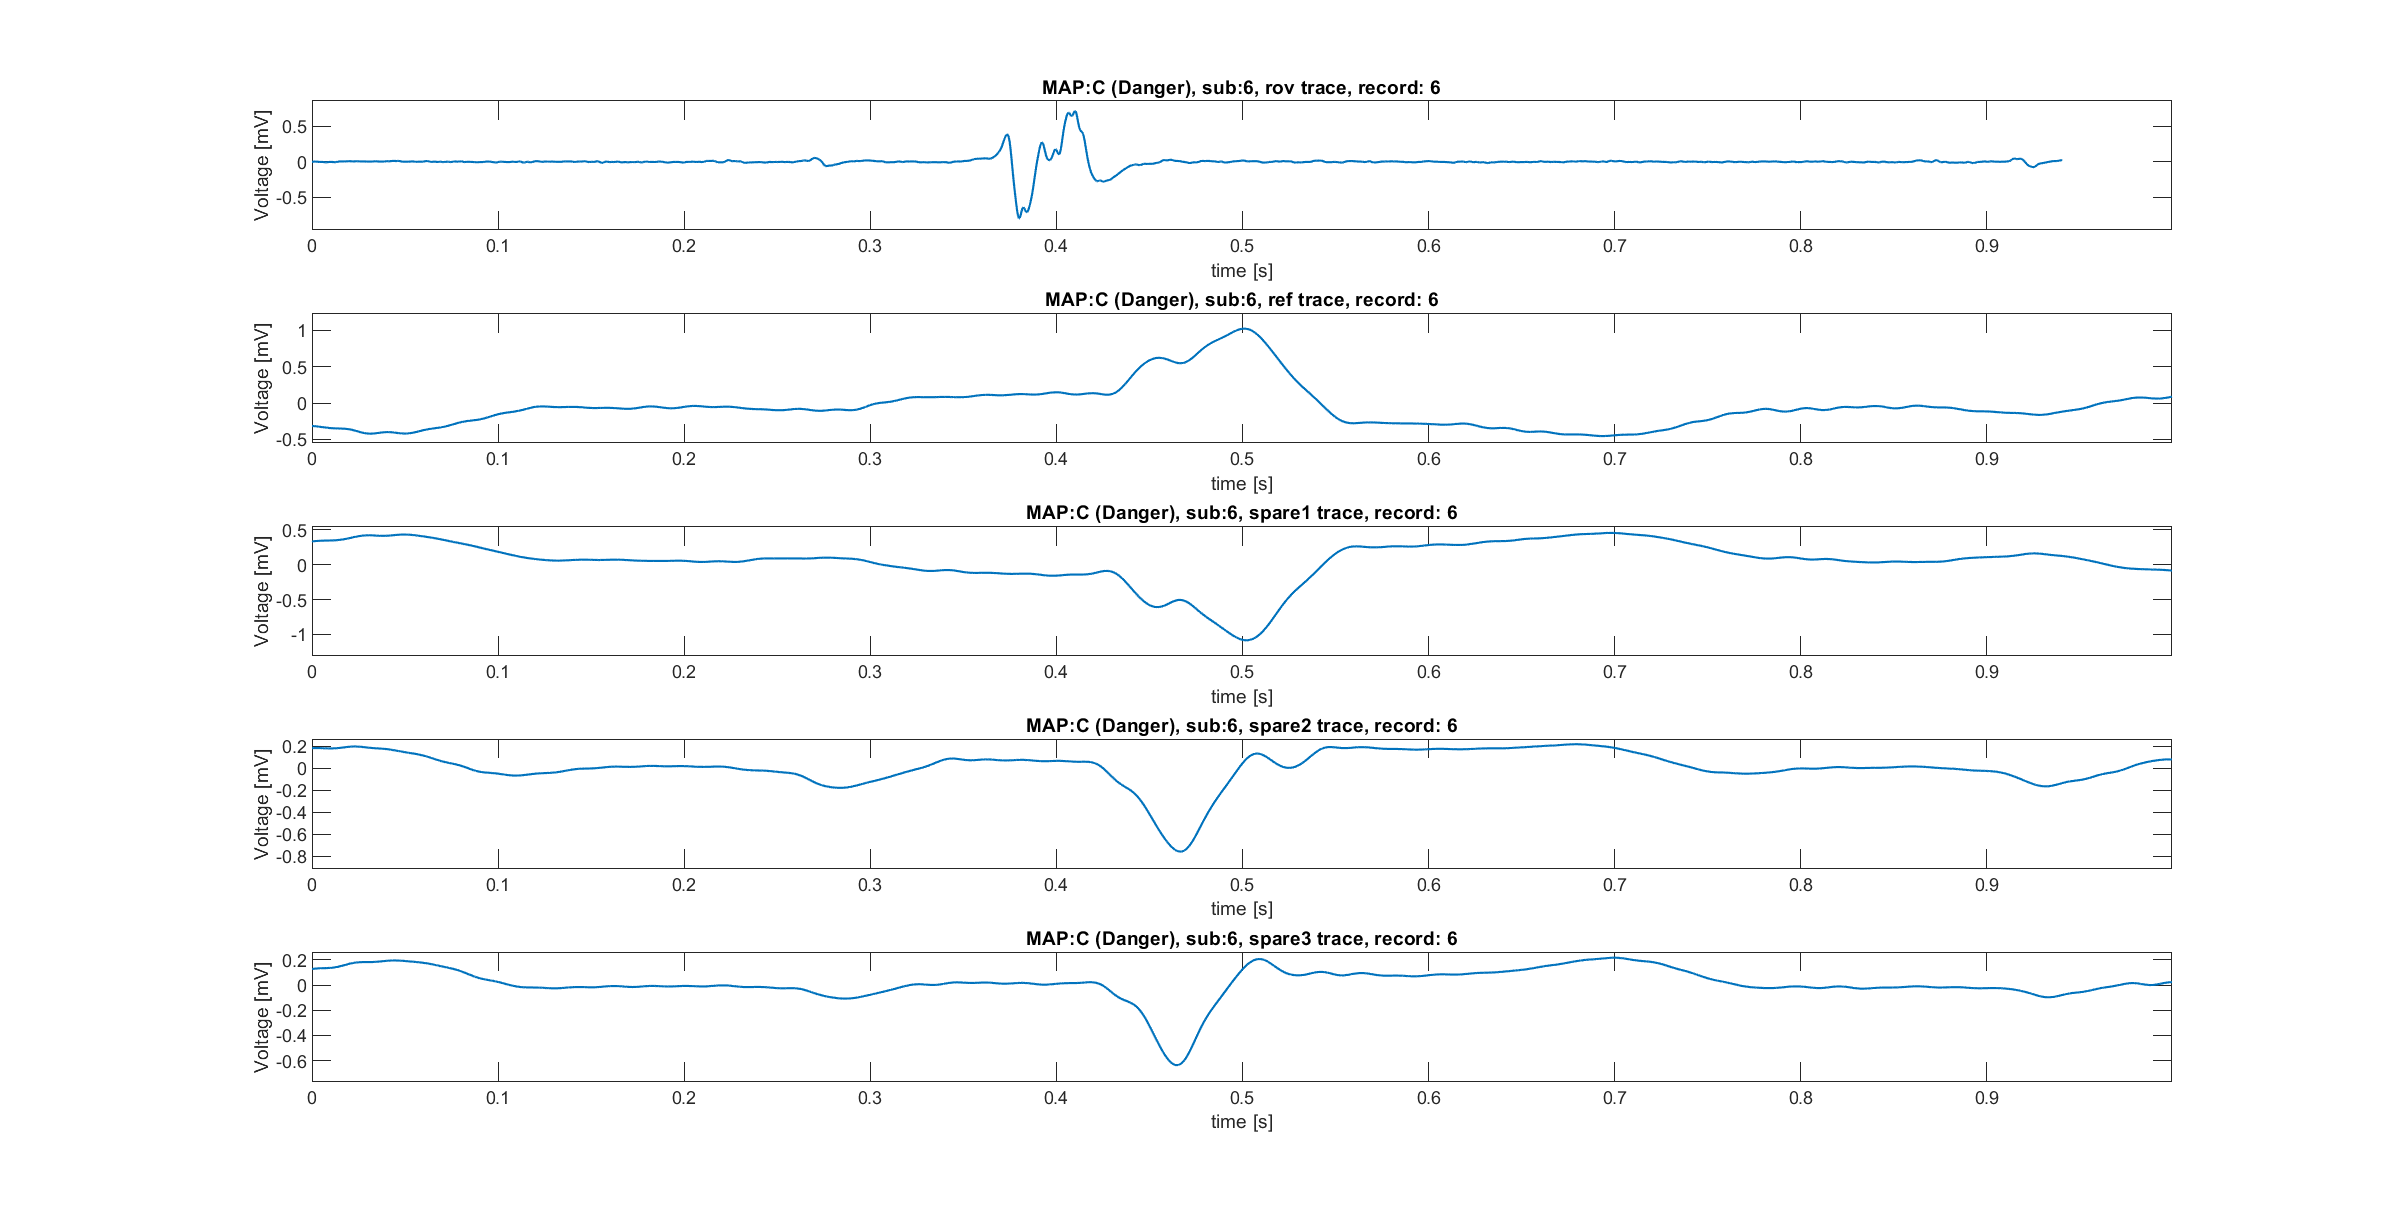 MAP:C (Danger), sub:6, rov trace, record: 6
Voltage [mV]
0.5
0
-0.5
0 0.1 0.2 0.3 0.4 0.5 0.6 0.7 0.8 0.9
time [s]
MAP:C (Danger), sub:6, ref trace, record: 6
Voltage [mV]
1
0.5
0
-0.5
0 0.1 0.2 0.3 0.4 0.5 0.6 0.7 0.8 0.9
time [s]
MAP:C (Danger), sub:6, spare1 trace, record: 6
Voltage [mV]
0.5
0
-0.5
-1
0 0.1 0.2 0.3 0.4 0.5 0.6 0.7 0.8 0.9
time [s]
MAP:C (Danger), sub:6, spare2 trace, record: 6
Voltage [mV]
0.2
0
-0.2
-0.4
-0.6
-0.8
0 0.1 0.2 0.3 0.4 0.5 0.6 0.7 0.8 0.9
time [s]
MAP:C (Danger), sub:6, spare3 trace, record: 6
Voltage [mV]
0.2
0
-0.2
-0.4
-0.6
0 0.1 0.2 0.3 0.4 0.5 0.6 0.7 0.8 0.9
time [s]